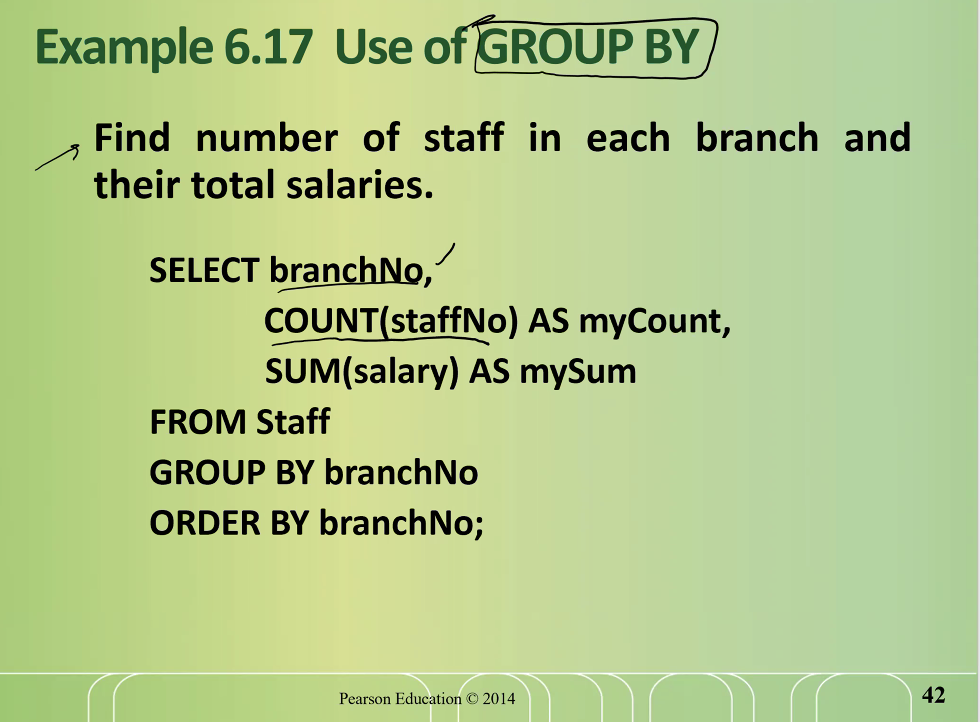 Example 6.17 Use of GROUP BY
Find number of staff in each branch and
their total salaries.
SELECT branchNo,
COUNT(staffNo) AS myCount,
SUM(salary) AS mySum
FROM Staff
GROUP BY branchNo
ORDER BY branchNo;
Pearson Education © 2014
42